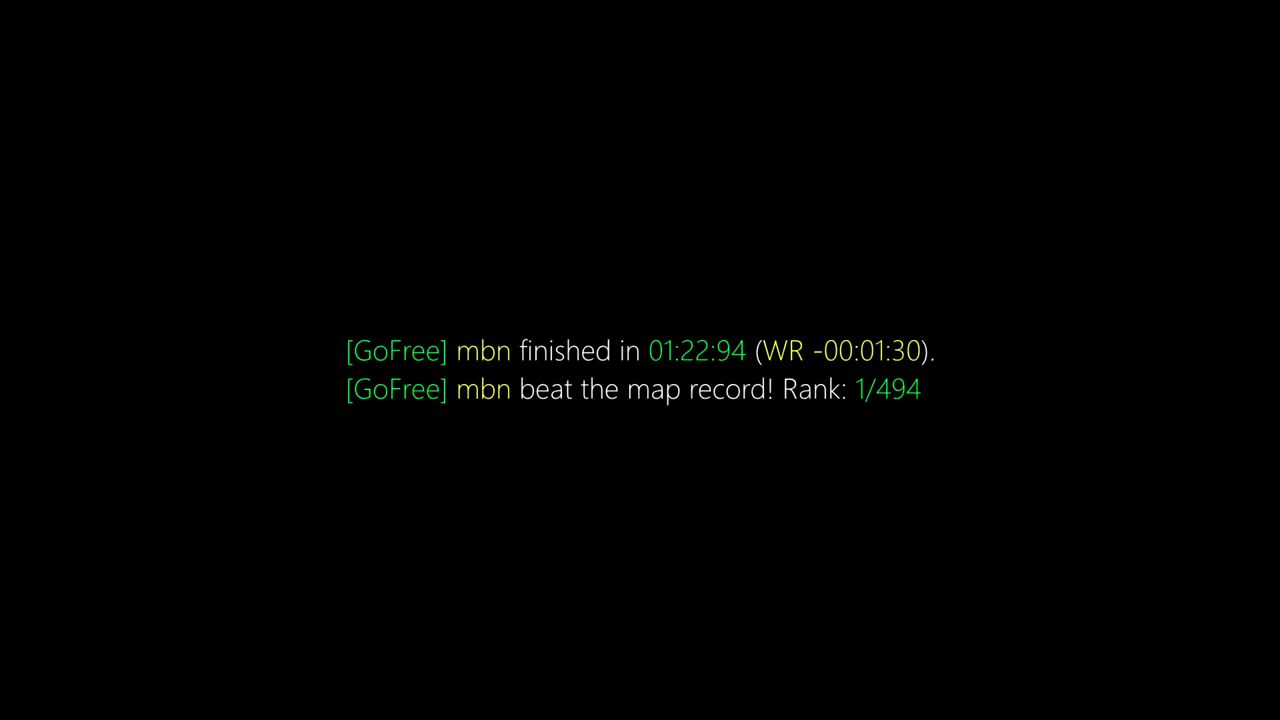 [GoFree] mbn finished in 01:22:94 (WR -00:01:30).
[GoFree] mbn beat the map record! Rank: 1/494